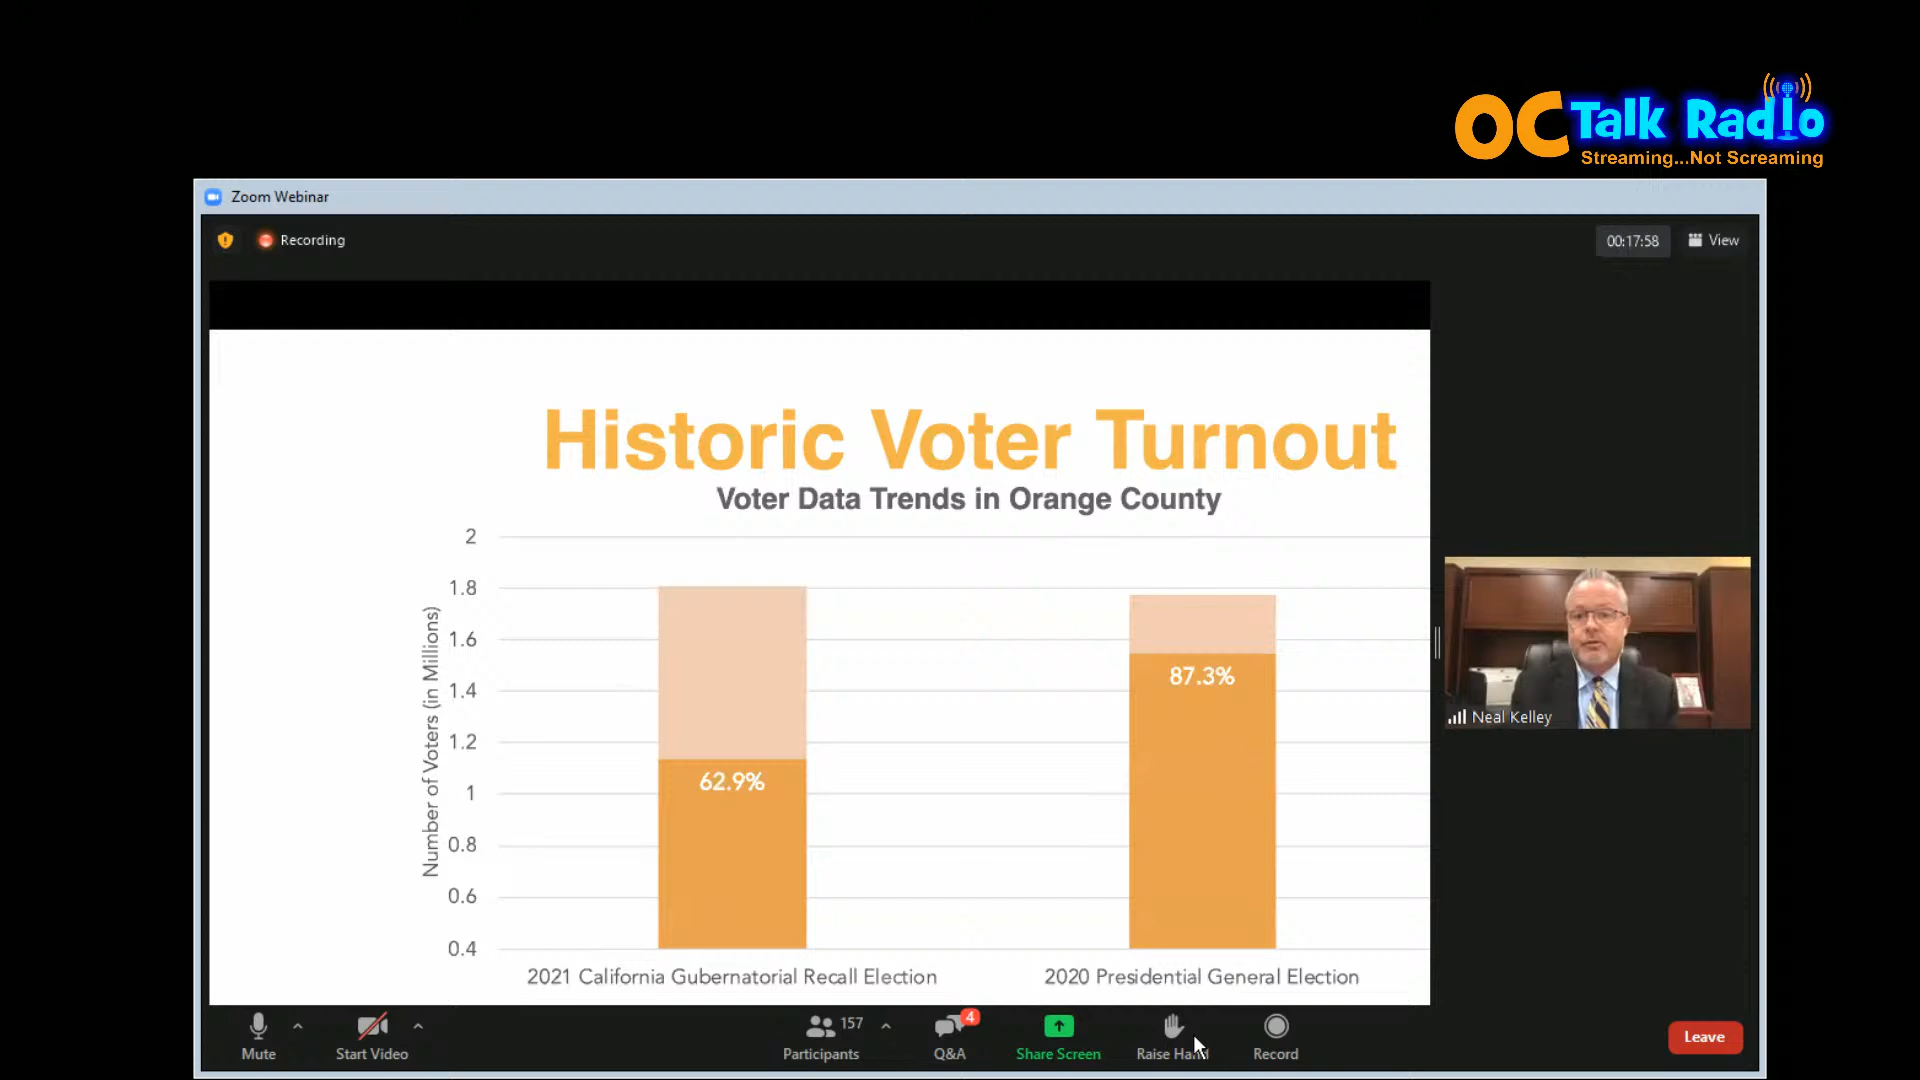 OC Talk Radio
Streaming...Not Screaming
Zoom Webinar
Recording
00:17:58
View
Historic Voter Turnout
Voter Data Trends in Orange County
Number of Voters (in Millions)
2
1.8
1.6
1.4
1.2
1
0.8
0.6
0.4
62.9%
87.3%
2021 California Gubernatorial Recall Election
2020 Presidential General Election
Neal Kelley
Mute
Start Video
157
Participants
4
Q&A
Share Screen
Raise Hand
Record
Leave